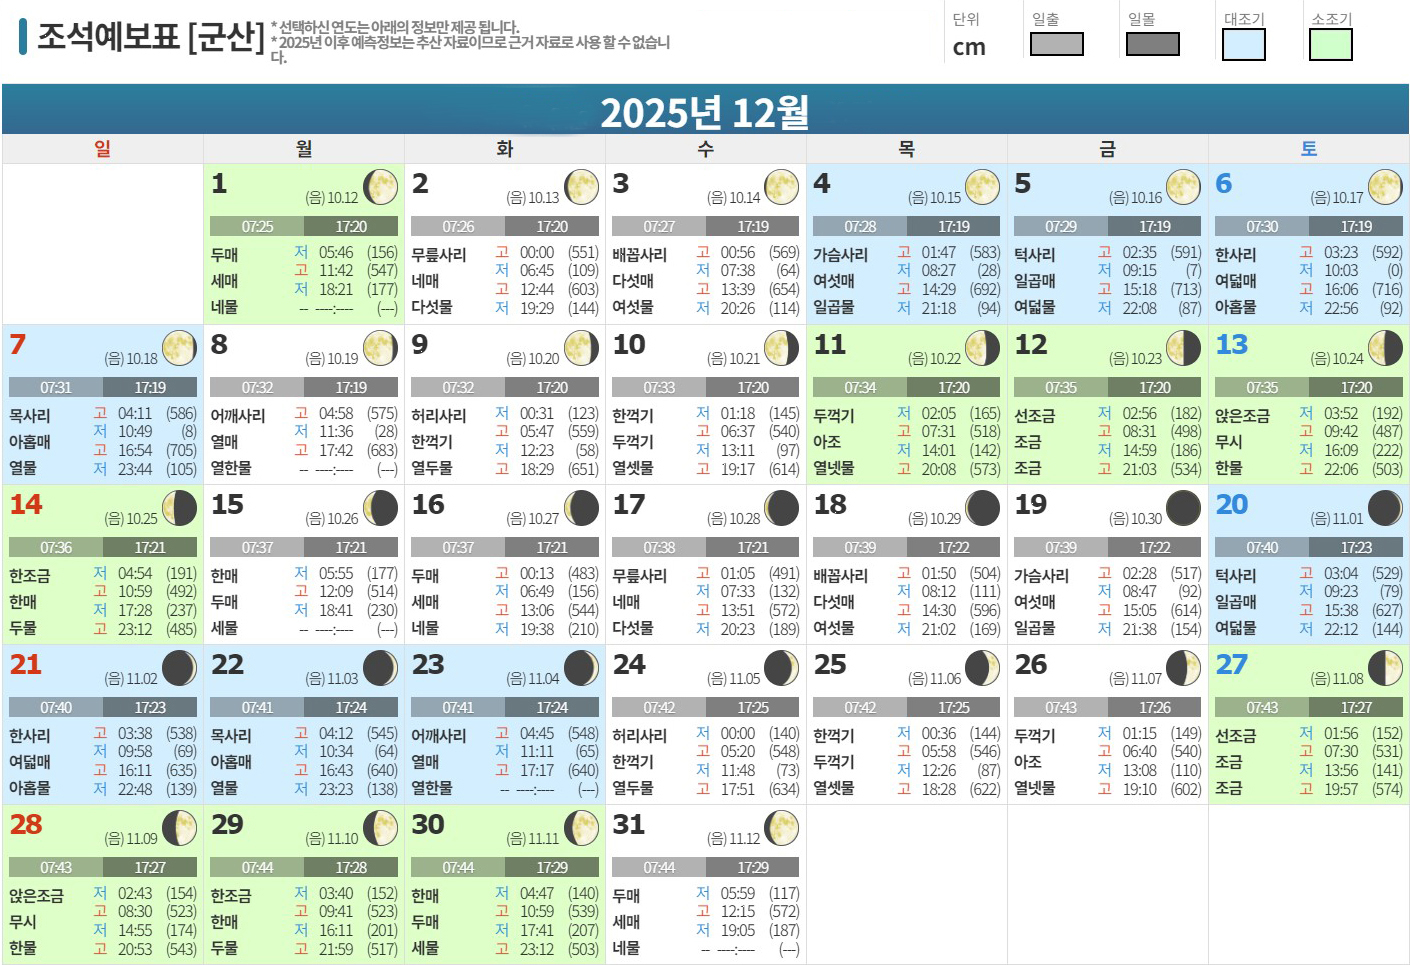 조석예보표 [군산]
* 선택하신 연도는 아래의 정보만 제공 됩니다.
* 2025년 이후 예측정보는 추산 자료이므로 근거 자료로 사용 할 수 없습니
다.
단위 일출 일몰 대조기 소조기
cm
2025년 12월
일 월 화 수 목 금 토
1
(음) 10.12
07:25 17:20
두매
세매
네물
저 05:46 (156)
고 11:42 (547)
저 18:21 (177)
-- ----:---- (---)
2
(음) 10.13
07:26 17:20
무릎사리
네매
다섯물
고 00:00 (551)
저 06:45 (109)
고 12:44 (603)
저 19:29 (144)
3
(음) 10.14
07:27 17:19
배꼽사리
다섯매
여섯물
고 00:56 (569)
저 07:38 (64)
고 13:39 (654)
저 20:26 (114)
4
(음) 10.15
07:28 17:19
가슴사리
여섯매
일곱물
고 01:47 (583)
저 08:27 (28)
고 14:29 (692)
저 21:18 (94)
5
(음) 10.16
07:29 17:19
턱사리
일곱매
여덟물
고 02:35 (591)
저 09:15 (7)
고 15:18 (713)
저 22:08 (87)
6
(음) 10.17
07:30 17:19
한사리
여덟매
아홉물
고 03:23 (592)
저 10:03 (0)
고 16:06 (716)
저 22:56 (92)
7
(음) 10.18
07:31 17:19
목사리
아홉매
열물
고 04:11 (586)
저 10:49 (8)
고 16:54 (705)
저 23:44 (105)
8
(음) 10.19
07:32 17:19
어깨사리
열매
열한물
고 04:58 (575)
저 11:36 (28)
고 17:42 (683)
-- ----:---- (---)
9
(음) 10.20
07:32 17:20
허리사리
한꺽기
열두물
저 00:31 (123)
고 05:47 (559)
저 12:23 (58)
고 18:29 (651)
10
(음) 10.21
07:33 17:20
한꺽기
두꺽기
열셋물
저 01:18 (145)
고 06:37 (540)
저 13:11 (97)
고 19:17 (614)
11
(음) 10.22
07:34 17:20
두꺽기
아조
열넷물
저 02:05 (165)
고 07:31 (518)
저 14:01 (142)
고 20:08 (573)
12
(음) 10.23
07:35 17:20
선조금
조금
조금
저 02:56 (182)
고 08:31 (498)
저 14:59 (186)
고 21:03 (534)
13
(음) 10.24
07:35 17:20
앉은조금
무시
한물
저 03:52 (192)
고 09:42 (487)
저 16:09 (222)
고 22:06 (503)
14
(음) 10.25
07:36 17:21
한조금
한매
두물
저 04:54 (191)
고 10:59 (492)
저 17:28 (237)
고 23:12 (485)
15
(음) 10.26
07:37 17:21
한매
두매
세물
저 05:55 (177)
고 12:09 (514)
저 18:41 (230)
-- ----:---- (---)
16
(음) 10.27
07:37 17:21
두매
세매
네물
고 00:13 (483)
저 06:49 (156)
고 13:06 (544)
저 19:38 (210)
17
(음) 10.28
07:38 17:21
무릎사리
네매
다섯물
고 01:05 (491)
저 07:33 (132)
고 13:51 (572)
저 20:23 (189)
18
(음) 10.29
07:39 17:22
배꼽사리
다섯매
여섯물
고 01:50 (504)
저 08:12 (111)
고 14:30 (596)
저 21:02 (169)
19
(음) 10.30
07:39 17:22
가슴사리
여섯매
일곱물
고 02:28 (517)
저 08:47 (92)
고 15:05 (614)
저 21:38 (154)
20
(음) 11.01
07:40 17:23
턱사리
일곱매
여덟물
고 03:04 (529)
저 09:23 (79)
고 15:38 (627)
저 22:12 (144)
21
(음) 11.02
07:40 17:23
한사리
여덟매
아홉물
고 03:38 (538)
저 09:58 (69)
고 16:11 (635)
저 22:48 (139)
22
(음) 11.03
07:41 17:24
목사리
아홉매
열물
고 04:12 (545)
저 10:34 (64)
고 16:43 (640)
저 23:23 (138)
23
(음) 11.04
07:41 17:24
어깨사리
열매
열한물
고 04:45 (548)
저 11:11 (65)
고 17:17 (640)
-- ----:---- (---)
24
(음) 11.05
07:42 17:25
허리사리
한꺽기
열두물
저 00:00 (140)
고 05:20 (548)
저 11:48 (73)
고 17:51 (634)
25
(음) 11.06
07:42 17:25
한꺽기
두꺽기
열셋물
저 00:36 (144)
고 05:58 (546)
저 12:26 (87)
고 18:28 (622)
26
(음) 11.07
07:43 17:26
두꺽기
아조
열넷물
저 01:15 (149)
고 06:40 (540)
저 13:08 (110)
고 19:10 (602)
27
(음) 11.08
07:43 17:27
선조금
조금
조금
저 01:56 (152)
고 07:30 (531)
저 13:56 (141)
고 19:57 (574)
28
(음) 11.09
07:43 17:27
앉은조금
무시
한물
저 02:43 (154)
고 08:30 (523)
저 14:55 (174)
고 20:53 (543)
29
(음) 11.10
07:44 17:28
한조금
한매
두물
저 03:40 (152)
고 09:41 (523)
저 16:11 (201)
고 21:59 (517)
30
(음) 11.11
07:44 17:29
한매
두매
세물
저 04:47 (140)
고 10:59 (539)
저 17:41 (207)
고 23:12 (503)
31
(음) 11.12
07:44 17:29
두매
세매
네물
저 05:59 (117)
고 12:15 (572)
저 19:05 (187)
-- ----:---- (---)